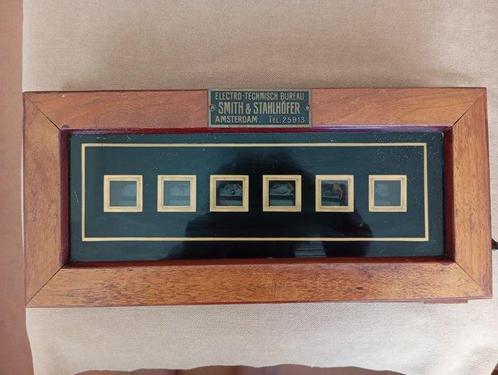 ELECTRO-TECHNISCH BUREAU
SMITH & STAHLHÖFER
AMSTERDAM. TEL. 25913.